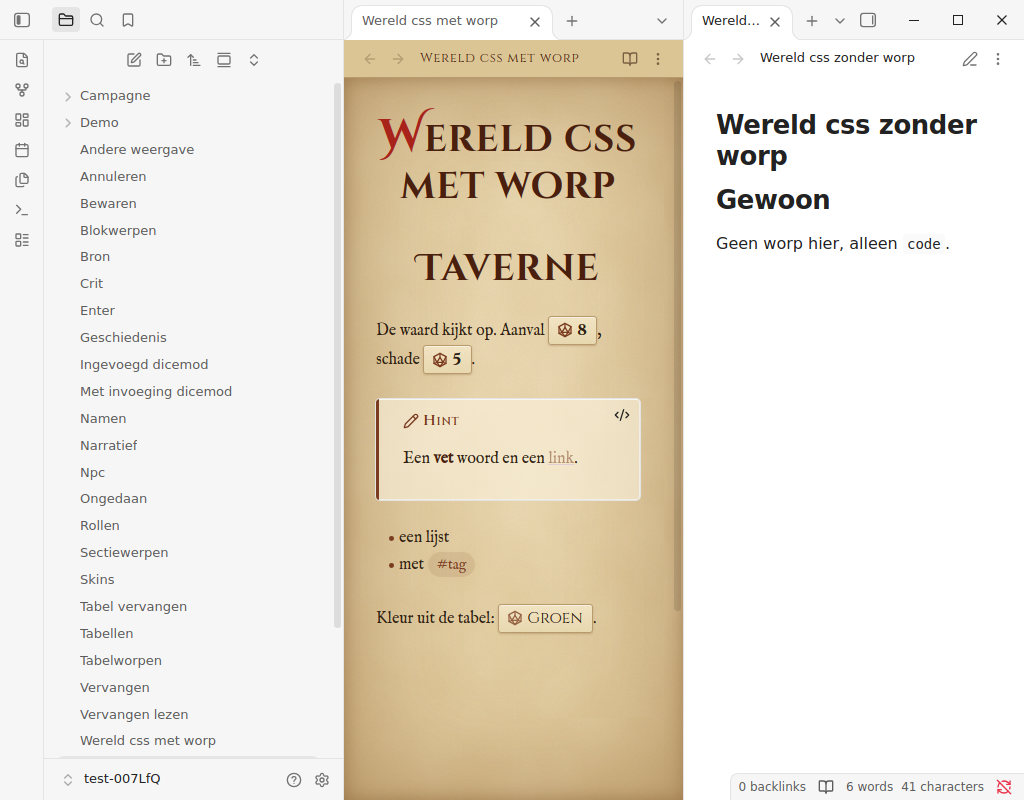 Wereld css met worp
Wereld...
Campagne
Demo
Andere weergave
Annuleren
Bewaren
Blokwerpen
Bron
Crit
Enter
Geschiedenis
Ingevoegd dicemod
Met invoeging dicemod
Namen
Narratief
Npc
Ongedaan
Rollen
Sectiewerpen
Skins
Tabel vervangen
Tabellen
Tabelworpen
Vervangen
Vervangen lezen
Wereld css met worp
test-007LfQ
Wereld css met worp
Wereld css
met worp
Taverne
De waard kijkt op. Aanval 8,
schade 5.
Hint
Een vet woord en een link.
een lijst
met #tag
Kleur uit de tabel: Groen.
Wereld css zonder worp
Wereld css zonder
worp
Gewoon
Geen worp hier, alleen code.
0 backlinks 6 words 41 characters